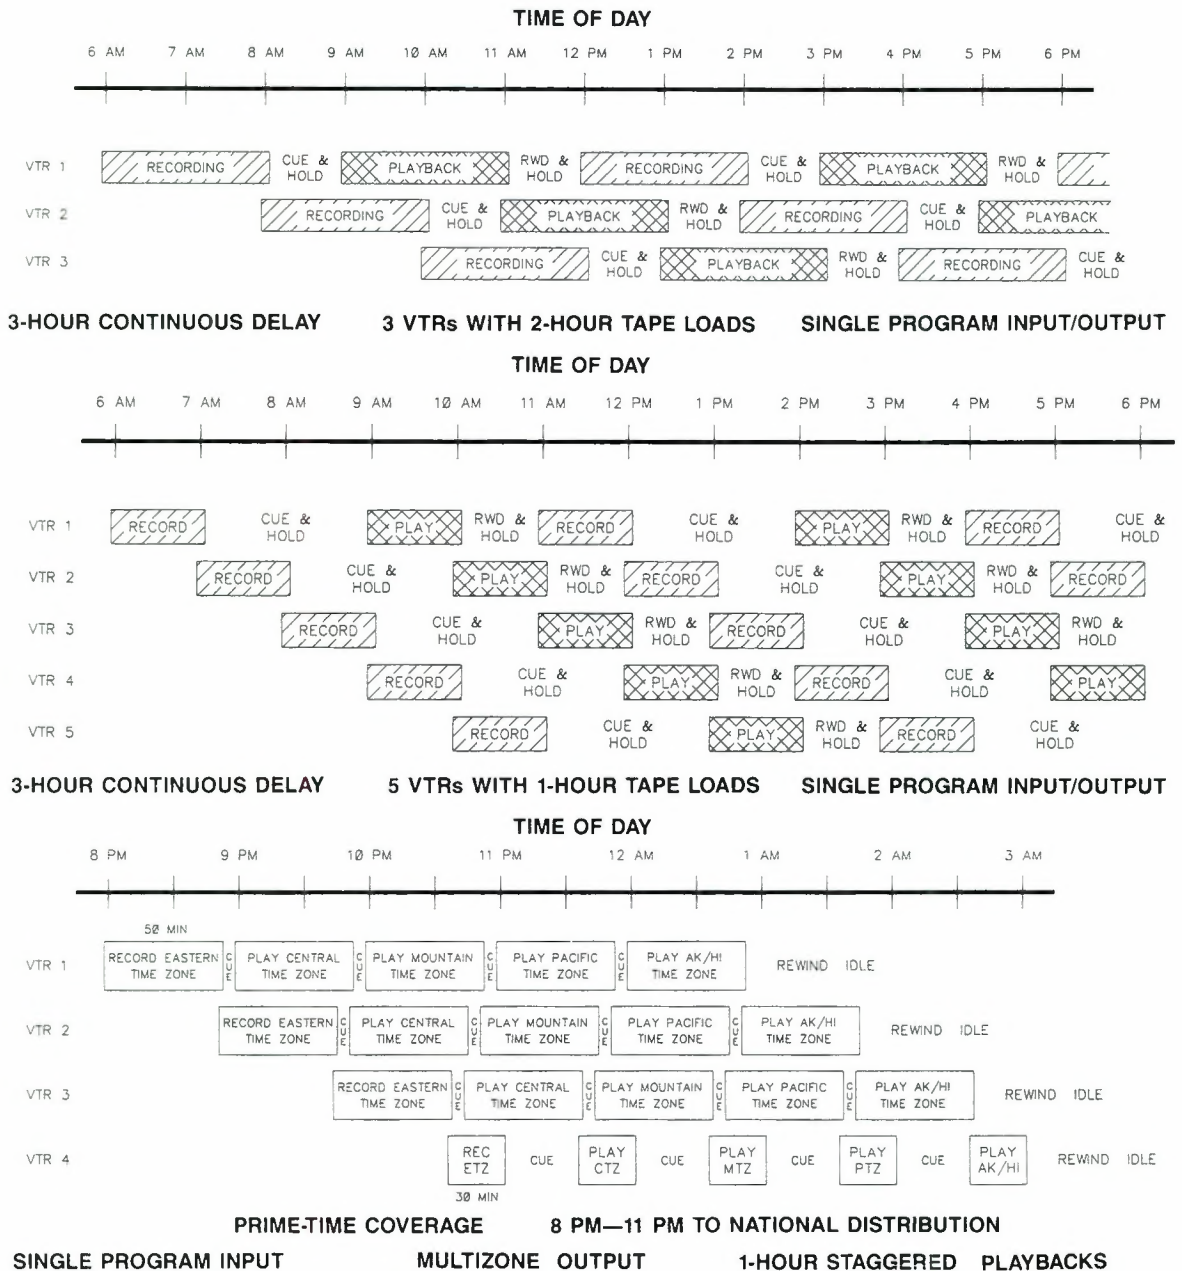 TIME OF DAY
6 AM 7 AM 8 AM 9 AM 10 AM 11 AM 12 PM 1 PM 2 PM 3 PM 4 PM 5 PM 6 PM
VTR 1 RECORDING CUE & HOLD PLAYBACK RWD & HOLD RECORDING CUE & HOLD PLAYBACK RWD & HOLD
VTR 2 RECORDING CUE & HOLD PLAYBACK RWD & HOLD RECORDING CUE & HOLD PLAYBACK
VTR 3 RECORDING CUE & HOLD PLAYBACK RWD & HOLD RECORDING CUE & HOLD
3-HOUR CONTINUOUS DELAY 3 VTRs WITH 2-HOUR TAPE LOADS SINGLE PROGRAM INPUT/OUTPUT
TIME OF DAY
6 AM 7 AM 8 AM 9 AM 10 AM 11 AM 12 PM 1 PM 2 PM 3 PM 4 PM 5 PM 6 PM
VTR 1 RECORD CUE & HOLD PLAY RWD & HOLD RECORD CUE & HOLD PLAY RWD & HOLD RECORD CUE & HOLD
VTR 2 RECORD CUE & HOLD PLAY RWD & HOLD RECORD CUE & HOLD PLAY RWD & HOLD RECORD
VTR 3 RECORD CUE & HOLD PLAY RWD & HOLD RECORD CUE & HOLD PLAY RWD & HOLD
VTR 4 RECORD CUE & HOLD PLAY RWD & HOLD RECORD CUE & HOLD PLAY
VTR 5 RECORD CUE & HOLD PLAY RWD & HOLD RECORD CUE & HOLD
3-HOUR CONTINUOUS DELAY 5 VTRs WITH 1-HOUR TAPE LOADS SINGLE PROGRAM INPUT/OUTPUT
TIME OF DAY
8 PM 9 PM 10 PM 11 PM 12 AM 1 AM 2 AM 3 AM
50 MIN
VTR 1 RECORD EASTERN TIME ZONE CUE PLAY CENTRAL TIME ZONE CUE PLAY MOUNTAIN TIME ZONE CUE PLAY PACIFIC TIME ZONE CUE PLAY AK/HI TIME ZONE REWIND IDLE
VTR 2 RECORD EASTERN TIME ZONE CUE PLAY CENTRAL TIME ZONE CUE PLAY MOUNTAIN TIME ZONE CUE PLAY PACIFIC TIME ZONE CUE PLAY AK/HI TIME ZONE REWIND IDLE
VTR 3 RECORD EASTERN TIME ZONE CUE PLAY CENTRAL TIME ZONE CUE PLAY MOUNTAIN TIME ZONE CUE PLAY PACIFIC TIME ZONE CUE PLAY AK/HI TIME ZONE REWIND IDLE
VTR 4 REC ETZ CUE PLAY CTZ CUE PLAY MTZ CUE PLAY PTZ CUE PLAY AK/HI REWIND IDLE
30 MIN
PRIME-TIME COVERAGE 8 PM—11 PM TO NATIONAL DISTRIBUTION
SINGLE PROGRAM INPUT MULTIZONE OUTPUT 1-HOUR STAGGERED PLAYBACKS